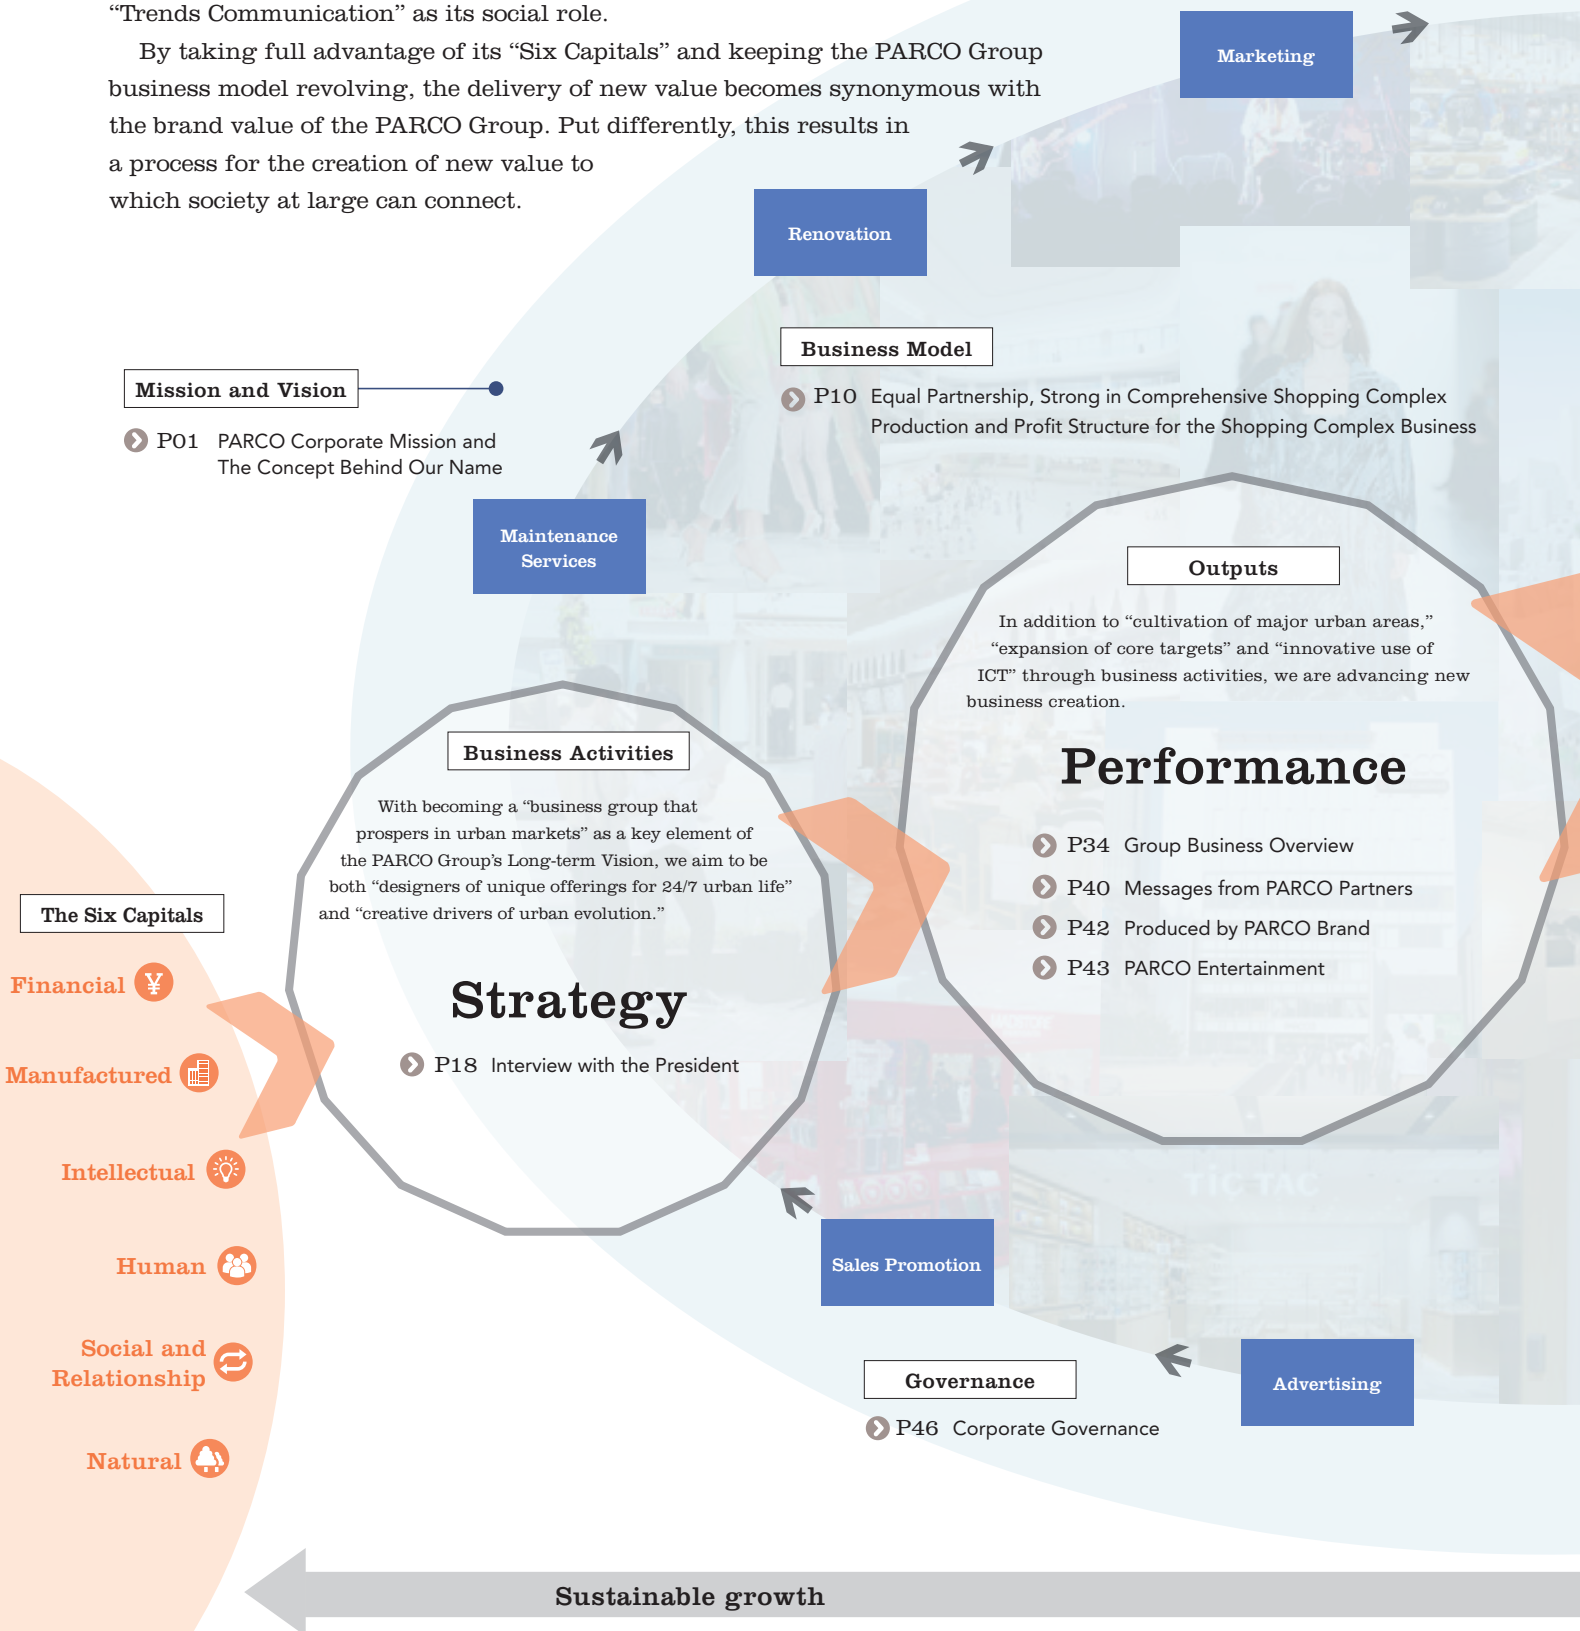 “Trends Communication” as its social role.
By taking full advantage of its “Six Capitals” and keeping the PARCO Group
business model revolving, the delivery of new value becomes synonymous with
the brand value of the PARCO Group. Put differently, this results in
a process for the creation of new value to
which society at large can connect.
Marketing
Renovation
Business Model
P10 Equal Partnership, Strong in Comprehensive Shopping Complex
Production and Profit Structure for the Shopping Complex Business
Mission and Vision
P01 PARCO Corporate Mission and
The Concept Behind Our Name
Maintenance
Services
Outputs
In addition to “cultivation of major urban areas,”
“expansion of core targets” and “innovative use of
ICT” through business activities, we are advancing new
business creation.
Performance
P34 Group Business Overview
P40 Messages from PARCO Partners
P42 Produced by PARCO Brand
P43 PARCO Entertainment
Business Activities
With becoming a “business group that
prospers in urban markets” as a key element of
the PARCO Group’s Long-term Vision, we aim to be
both “designers of unique offerings for 24/7 urban life”
and “creative drivers of urban evolution.”
Strategy
P18 Interview with the President
The Six Capitals
Financial ¥
Manufactured
Intellectual
Human
Social and
Relationship
Natural
TiC TAC
Sales Promotion
Advertising
Governance
P46 Corporate Governance
Sustainable growth